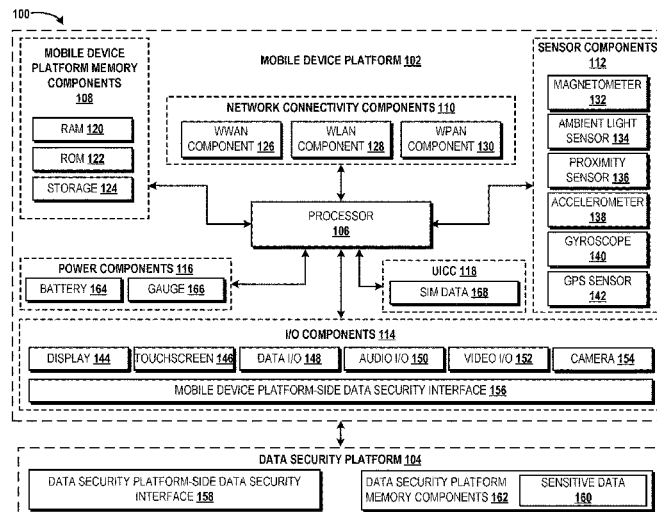 100
MOBILE DEVICE
PLATFORM MEMORY
COMPONENTS
108
RAM 120
ROM 122
STORAGE 124
MOBILE DEVICE PLATFORM 102
NETWORK CONNECTIVITY COMPONENTS 110
WWAN
COMPONENT 126
WLAN
COMPONENT 128
WPAN
COMPONENT 130
SENSOR COMPONENTS
112
MAGNETOMETER
132
AMBIENT LIGHT
SENSOR 134
PROXIMITY
SENSOR 136
ACCELEROMETER
138
GYROSCOPE
140
GPS SENSOR
142
PROCESSOR
106
POWER COMPONENTS 116
BATTERY 164
GAUGE 166
UICC 118
SIM DATA 168
I/O COMPONENTS 114
DISPLAY 144
TOUCHSCREEN 146
DATA I/O 148
AUDIO I/O 150
VIDEO I/O 152
CAMERA 154
MOBILE DEVICE PLATFORM-SIDE DATA SECURITY INTERFACE 156
DATA SECURITY PLATFORM 104
DATA SECURITY PLATFORM-SIDE DATA SECURITY
INTERFACE 158
DATA SECURITY PLATFORM
MEMORY COMPONENTS 162
SENSITIVE DATA
160